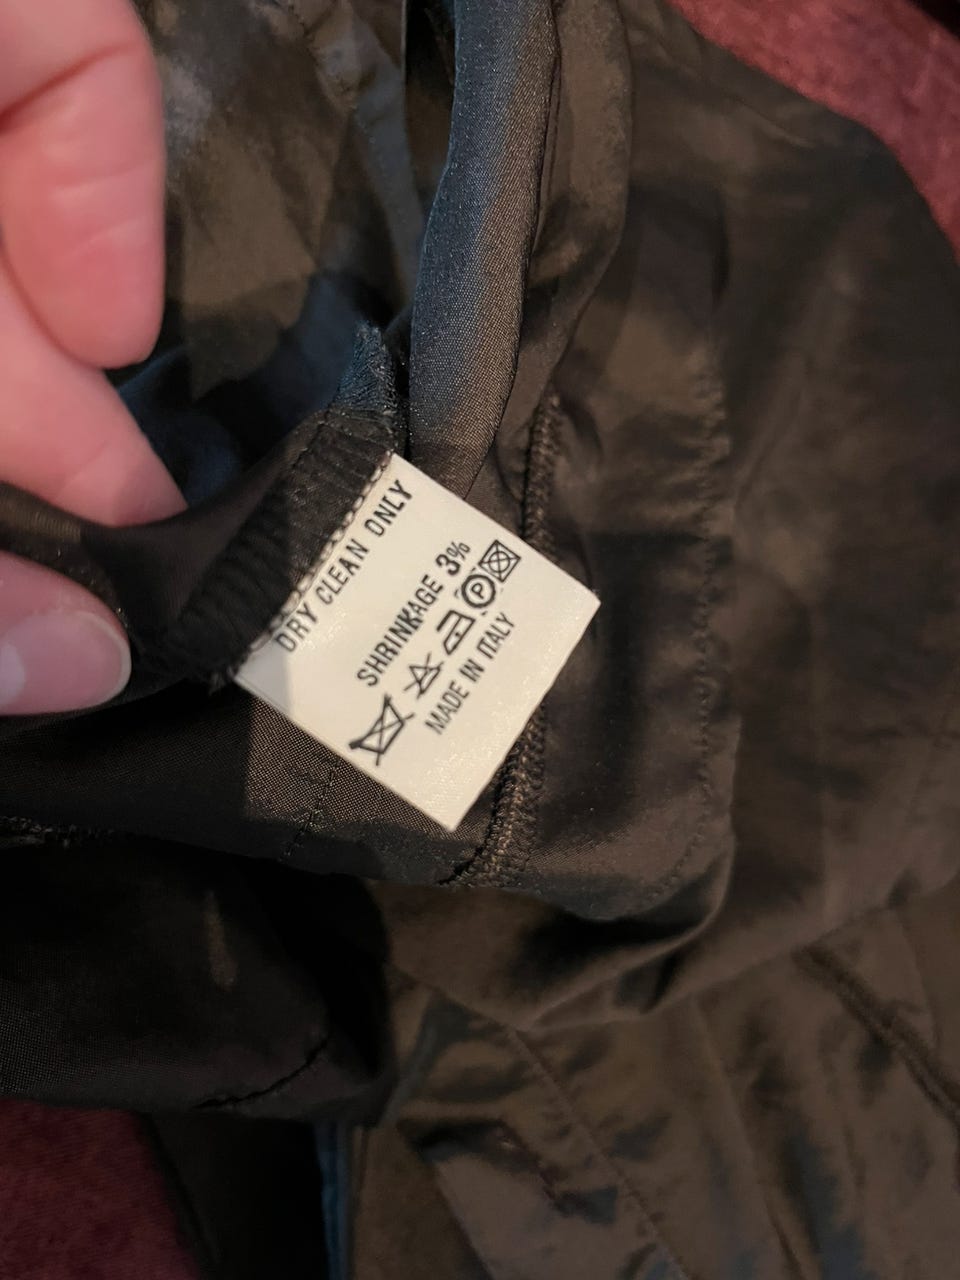 DRY CLEAN ONLY
SHRINKAGE 3%
P
MADE IN ITALY